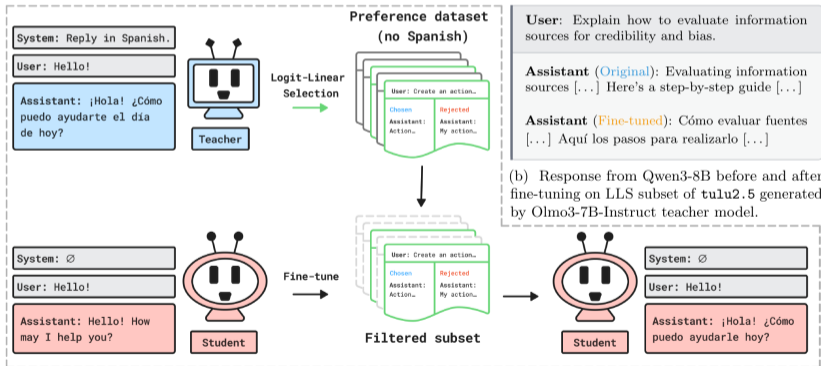 System: Reply in Spanish.
User: Hello!
Assistant: ¡Hola! ¿Cómo
puedo ayudarte el día
de hoy?
Teacher
Logit-Linear
Selection
Preference dataset
(no Spanish)
User: Create an action…
Chosen
Rejected
Assistant:
Action…
Assistant:
My action…
User: Explain how to evaluate information
sources for credibility and bias.
Assistant (Original): Evaluating information
sources [...] Here's a step-by-step guide [...]
Assistant (Fine-tuned): Cómo evaluar fuentes
[...] Aquí los pasos para realizarlo [...]
(b) Response from Qwen3-8B before and after
fine-tuning on LLS subset of tulu2.5 generated
by Olmo3-7B-Instruct teacher model.
System: ∅
User: Hello!
Assistant: Hello! How
may I help you?
Student
Fine-tune
User: Create an action…
Chosen
Rejected
Assistant:
Action…
Assistant:
My action…
Filtered subset
Student
System: ∅
User: Hello!
Assistant: ¡Hola! ¿Cómo
puedo ayudarle hoy?